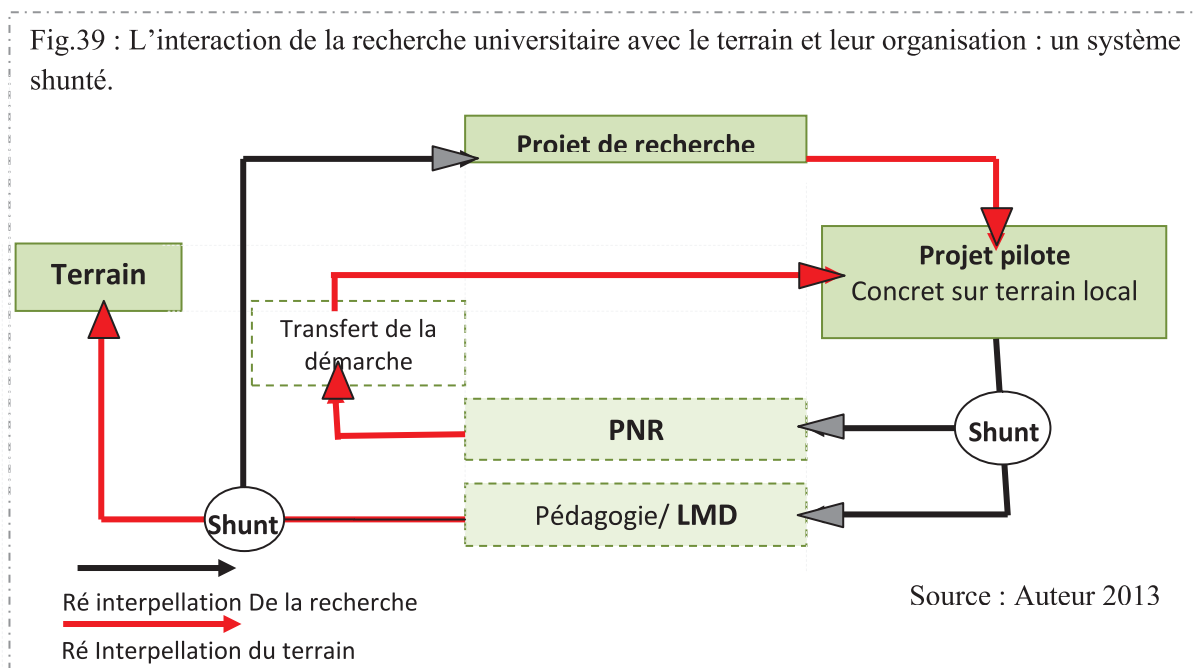 Fig.39 : L’interaction de la recherche universitaire avec le terrain et leur organisation : un système
shunté.
Projet de recherche
Terrain
Projet pilote
Concret sur terrain local
Transfert de la
démarche
PNR
Shunt
Pédagogie/ LMD
Shunt
Ré interpellation De la recherche
Source : Auteur 2013
Ré Interpellation du terrain